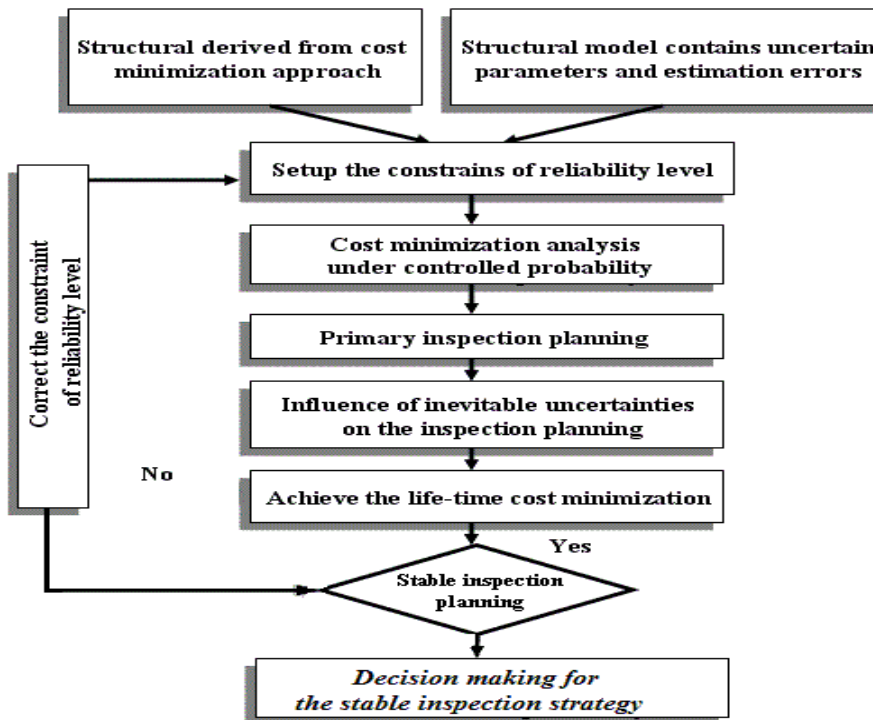 Structural derived from cost
minimization approach
Structural model contains uncertain
parameters and estimation errors
Setup the constrains of reliability level
Cost minimization analysis
under controlled probability
Primary inspection planning
Influence of inevitable uncertainties
on the inspection planning
Achieve the life-time cost minimization
Correct the constraint
of reliability level
No
Yes
Stable inspection
planning
Decision making for
the stable inspection strategy